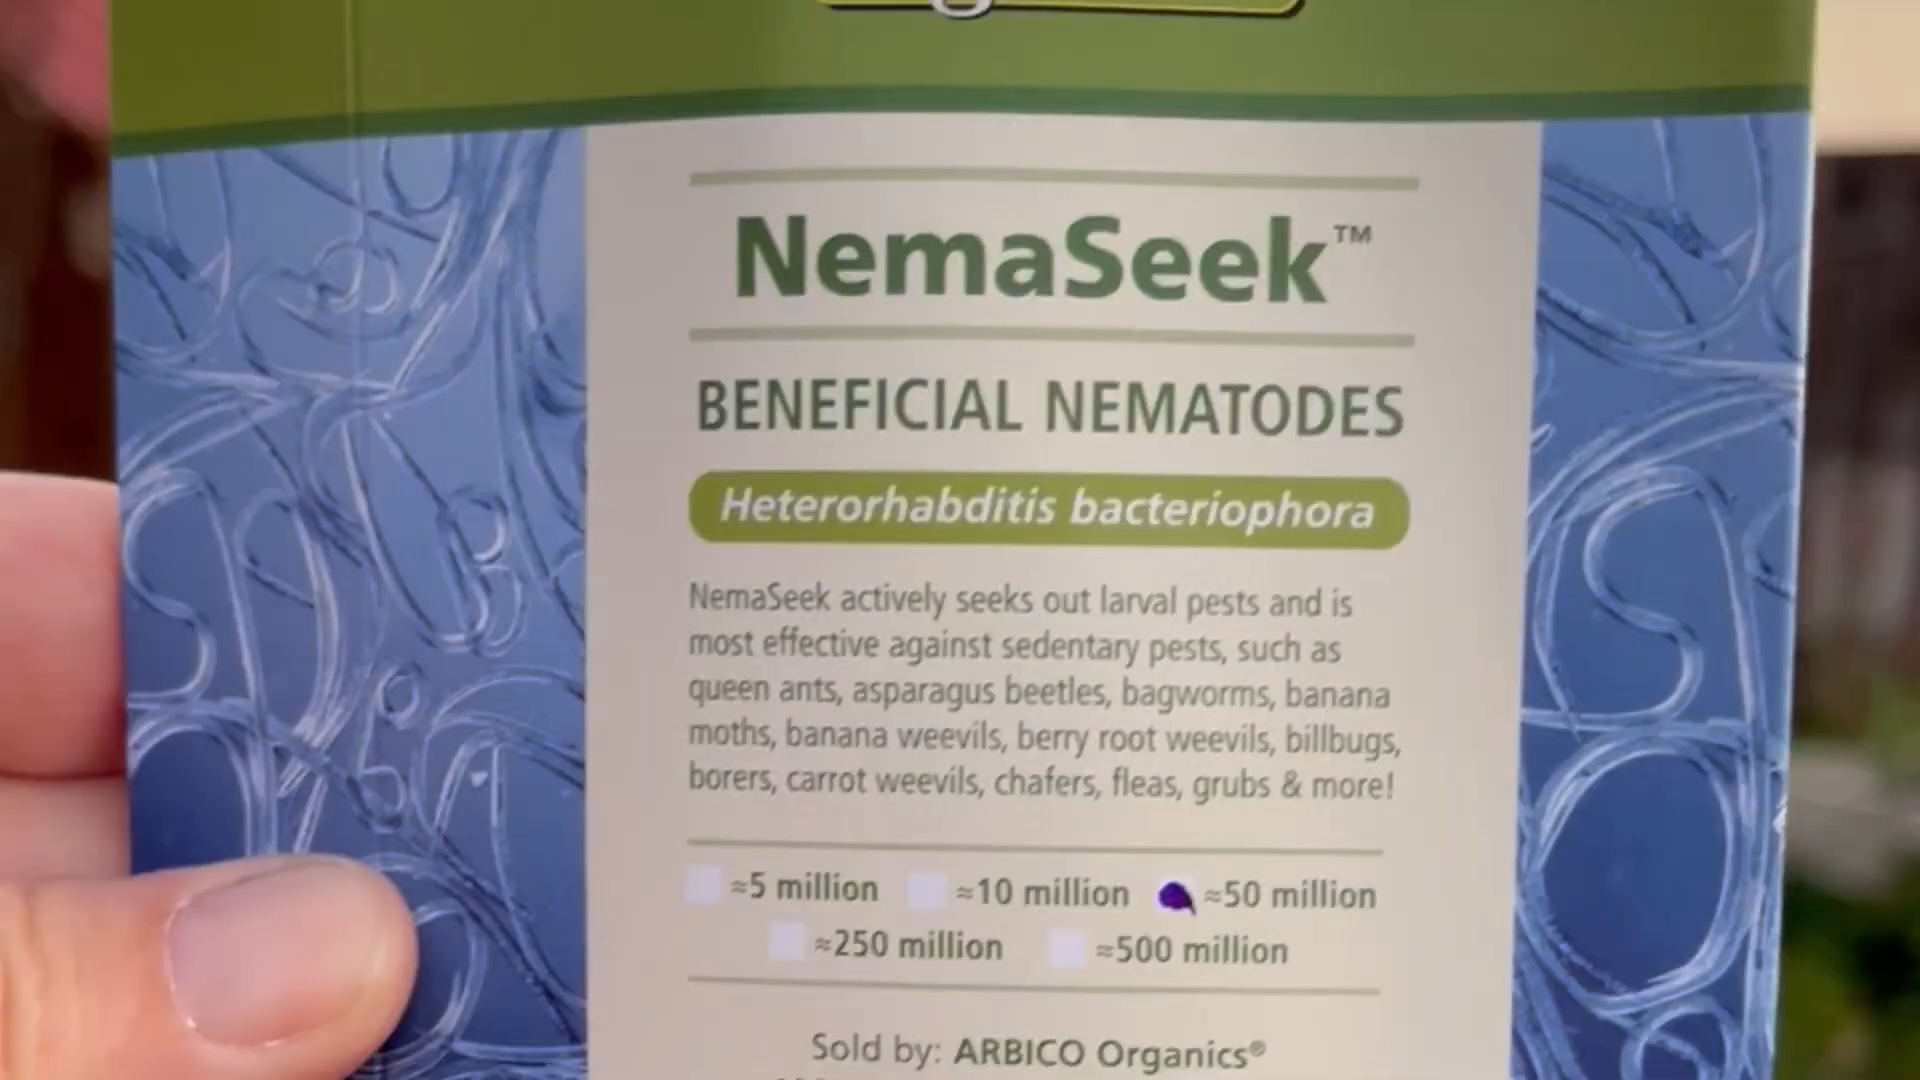 NemaSeek™
BENEFICIAL NEMATODES
Heterorhabditis bacteriophora
NemaSeek actively seeks out larval pests and is
most effective against sedentary pests, such as
queen ants, asparagus beetles, bagworms, banana
moths, banana weevils, berry root weevils, billbugs,
borers, carrot weevils, chafers, fleas, grubs & more!
≈5 million ≈10 million ≈50 million
≈250 million ≈500 million
Sold by: ARBICO Organics®